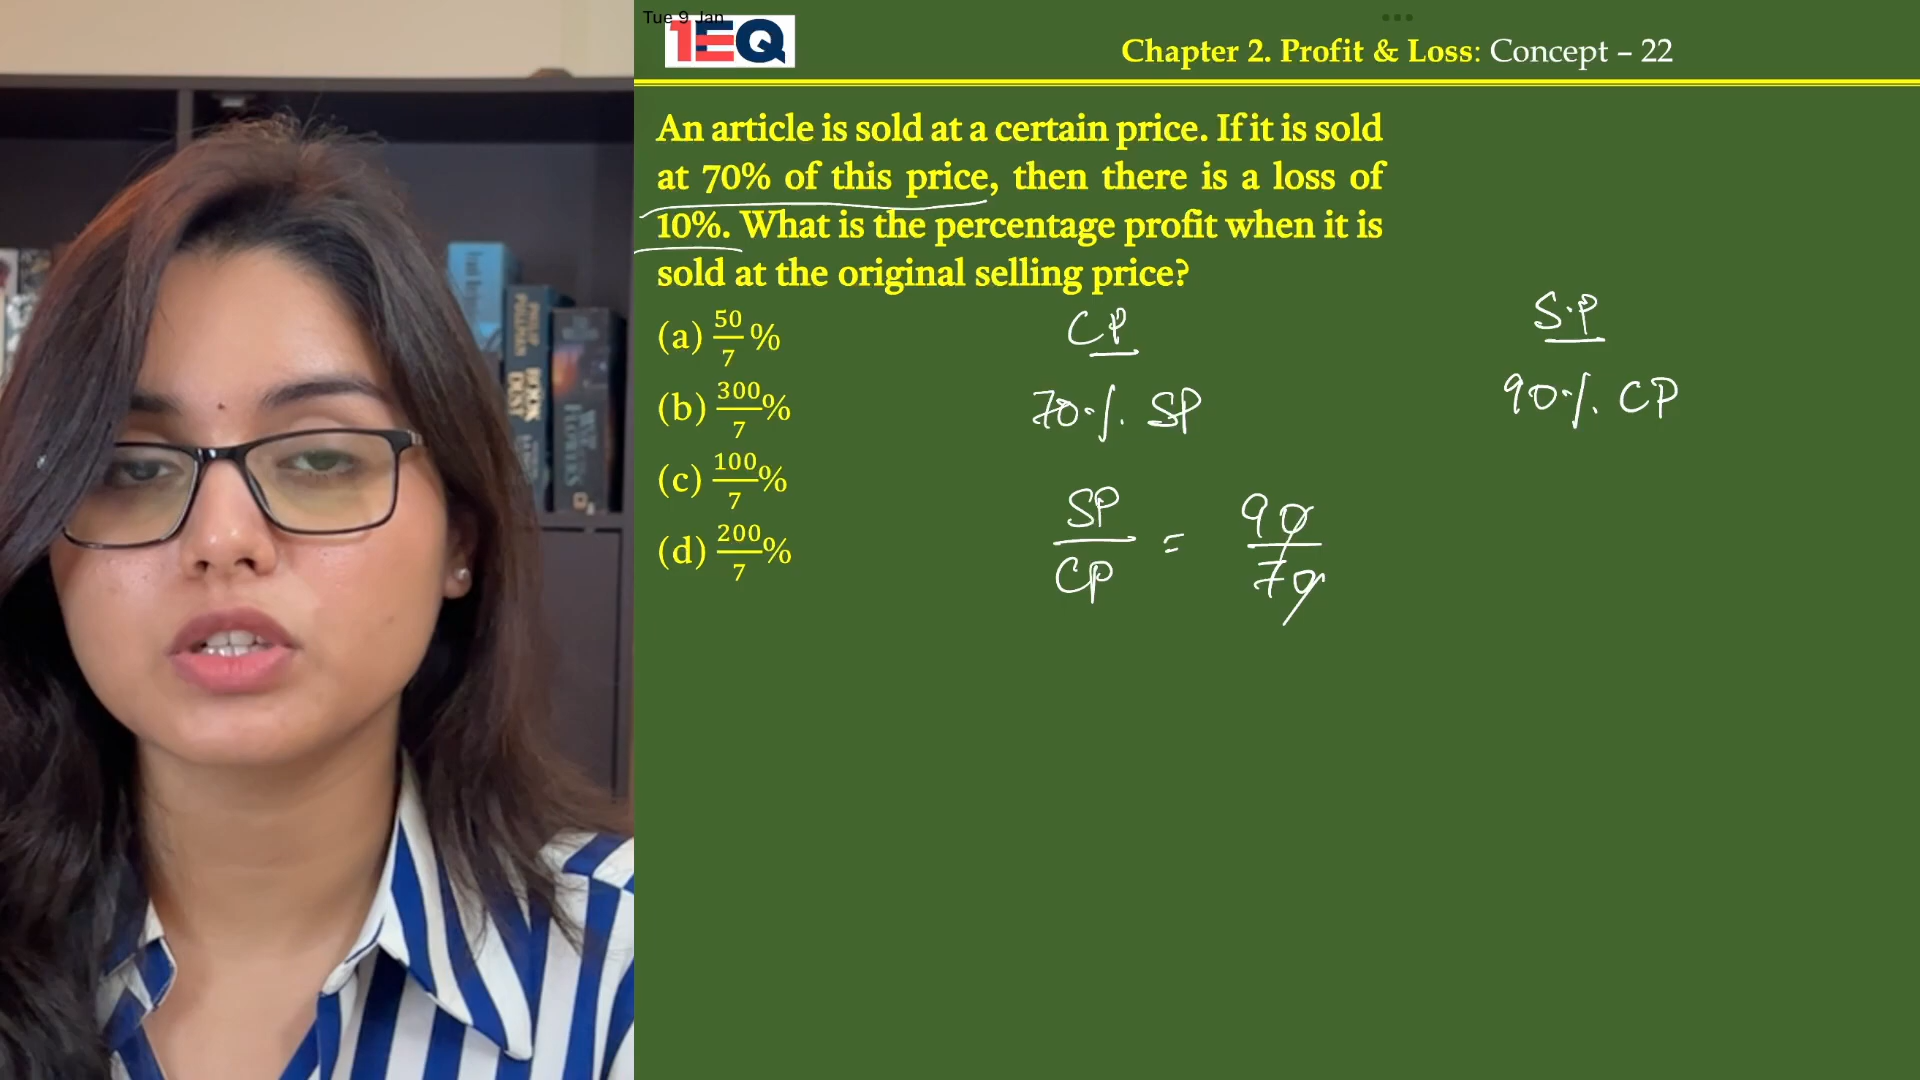 Tue 9 Jan
1EQ
Chapter 2. Profit & Loss: Concept – 22
An article is sold at a certain price. If it is sold
at 70% of this price, then there is a loss of
10%. What is the percentage profit when it is
sold at the original selling price?
(a) 50/7 %
(b) 300/7 %
(c) 100/7 %
(d) 200/7 %
CP
S.P
70% SP
90% CP
SP/CP = 90/70